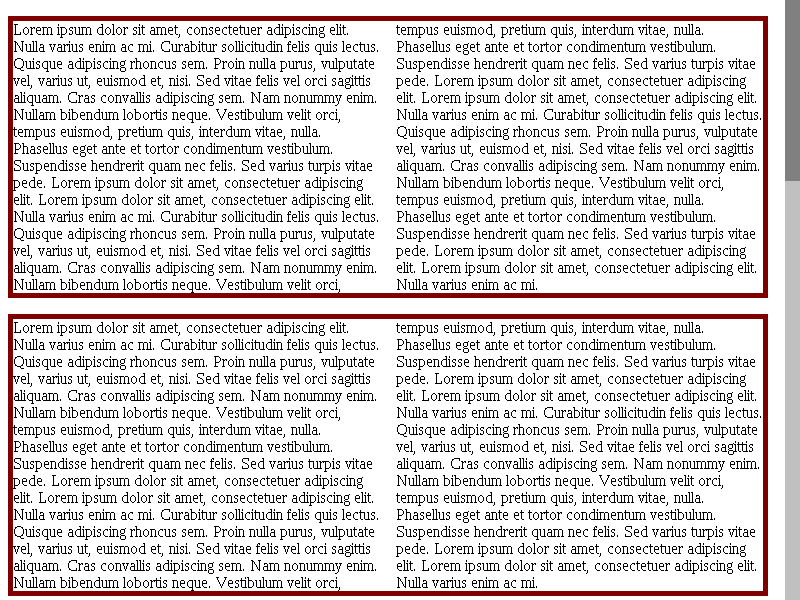 Lorem ipsum dolor sit amet, consectetuer adipiscing elit.
Nulla varius enim ac mi. Curabitur sollicitudin felis quis lectus.
Quisque adipiscing rhoncus sem. Proin nulla purus, vulputate
vel, varius ut, euismod et, nisi. Sed vitae felis vel orci sagittis
aliquam. Cras convallis adipiscing sem. Nam nonummy enim.
Nullam bibendum lobortis neque. Vestibulum velit orci,
tempus euismod, pretium quis, interdum vitae, nulla.
Phasellus eget ante et tortor condimentum vestibulum.
Suspendisse hendrerit quam nec felis. Sed varius turpis vitae
pede. Lorem ipsum dolor sit amet, consectetuer adipiscing
elit. Lorem ipsum dolor sit amet, consectetuer adipiscing elit.
Nulla varius enim ac mi. Curabitur sollicitudin felis quis lectus.
Quisque adipiscing rhoncus sem. Proin nulla purus, vulputate
vel, varius ut, euismod et, nisi. Sed vitae felis vel orci sagittis
aliquam. Cras convallis adipiscing sem. Nam nonummy enim.
Nullam bibendum lobortis neque. Vestibulum velit orci,
tempus euismod, pretium quis, interdum vitae, nulla.
Phasellus eget ante et tortor condimentum vestibulum.
Suspendisse hendrerit quam nec felis. Sed varius turpis vitae
pede. Lorem ipsum dolor sit amet, consectetuer adipiscing
elit. Lorem ipsum dolor sit amet, consectetuer adipiscing elit.
Nulla varius enim ac mi. Curabitur sollicitudin felis quis lectus.
Quisque adipiscing rhoncus sem. Proin nulla purus, vulputate
vel, varius ut, euismod et, nisi. Sed vitae felis vel orci sagittis
aliquam. Cras convallis adipiscing sem. Nam nonummy enim.
Nullam bibendum lobortis neque. Vestibulum velit orci,
tempus euismod, pretium quis, interdum vitae, nulla.
Phasellus eget ante et tortor condimentum vestibulum.
Suspendisse hendrerit quam nec felis. Sed varius turpis vitae
pede. Lorem ipsum dolor sit amet, consectetuer adipiscing
elit. Lorem ipsum dolor sit amet, consectetuer adipiscing elit.
Nulla varius enim ac mi.
Lorem ipsum dolor sit amet, consectetuer adipiscing elit.
Nulla varius enim ac mi. Curabitur sollicitudin felis quis lectus.
Quisque adipiscing rhoncus sem. Proin nulla purus, vulputate
vel, varius ut, euismod et, nisi. Sed vitae felis vel orci sagittis
aliquam. Cras convallis adipiscing sem. Nam nonummy enim.
Nullam bibendum lobortis neque. Vestibulum velit orci,
tempus euismod, pretium quis, interdum vitae, nulla.
Phasellus eget ante et tortor condimentum vestibulum.
Suspendisse hendrerit quam nec felis. Sed varius turpis vitae
pede. Lorem ipsum dolor sit amet, consectetuer adipiscing
elit. Lorem ipsum dolor sit amet, consectetuer adipiscing elit.
Nulla varius enim ac mi. Curabitur sollicitudin felis quis lectus.
Quisque adipiscing rhoncus sem. Proin nulla purus, vulputate
vel, varius ut, euismod et, nisi. Sed vitae felis vel orci sagittis
aliquam. Cras convallis adipiscing sem. Nam nonummy enim.
Nullam bibendum lobortis neque. Vestibulum velit orci,
tempus euismod, pretium quis, interdum vitae, nulla.
Phasellus eget ante et tortor condimentum vestibulum.
Suspendisse hendrerit quam nec felis. Sed varius turpis vitae
pede. Lorem ipsum dolor sit amet, consectetuer adipiscing
elit. Lorem ipsum dolor sit amet, consectetuer adipiscing elit.
Nulla varius enim ac mi. Curabitur sollicitudin felis quis lectus.
Quisque adipiscing rhoncus sem. Proin nulla purus, vulputate
vel, varius ut, euismod et, nisi. Sed vitae felis vel orci sagittis
aliquam. Cras convallis adipiscing sem. Nam nonummy enim.
Nullam bibendum lobortis neque. Vestibulum velit orci,
tempus euismod, pretium quis, interdum vitae, nulla.
Phasellus eget ante et tortor condimentum vestibulum.
Suspendisse hendrerit quam nec felis. Sed varius turpis vitae
pede. Lorem ipsum dolor sit amet, consectetuer adipiscing
elit. Lorem ipsum dolor sit amet, consectetuer adipiscing elit.
Nulla varius enim ac mi.